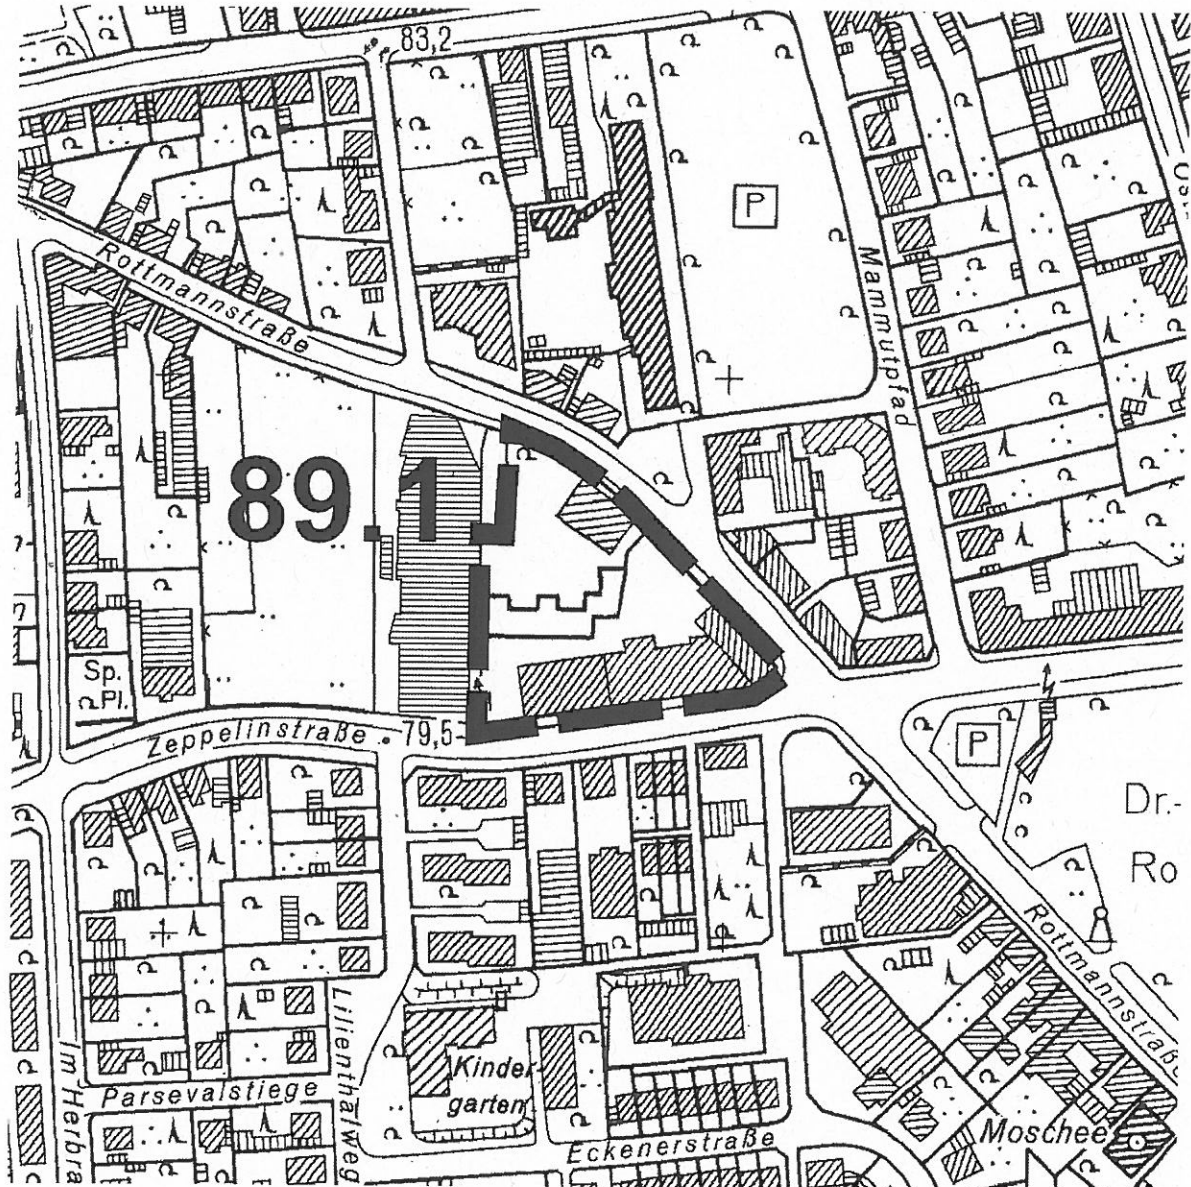 83,2
P
Rottmannstraße
Mammutpfad
89.1
Sp.
Pl.
Zeppelinstraße
79,5
P
Dr.-
Ro
Rottmannstraße
Lilienthalweg
Kinder-
garten
Parsevalstiege
Im Herbra
Eckenerstraße
Moschee